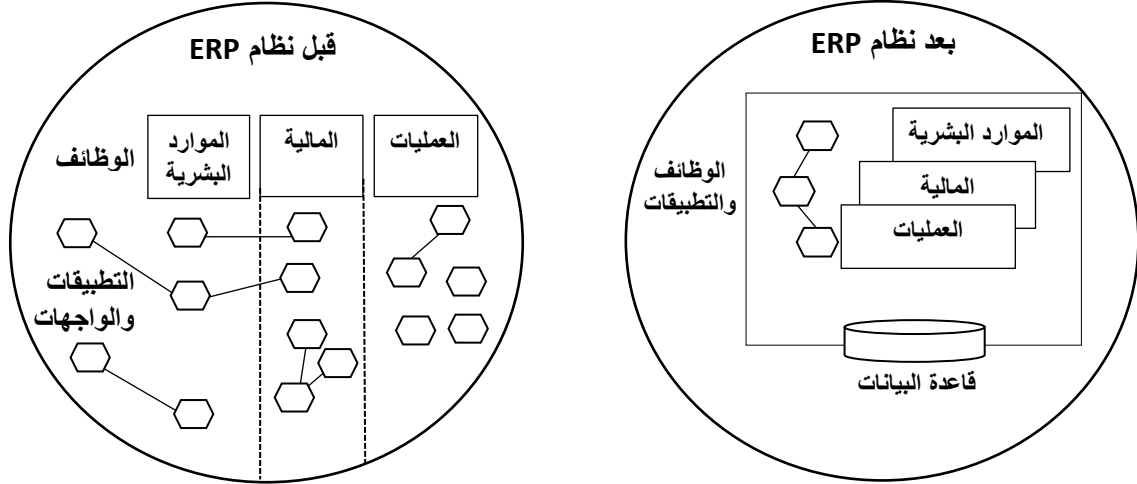 قبل نظام ERP
العمليات
المالية
الموارد
البشرية
الوظائف
التطبيقات
والواجهات
بعد نظام ERP
الموارد البشرية
المالية
العمليات
الوظائف
والتطبيقات
قاعدة البيانات